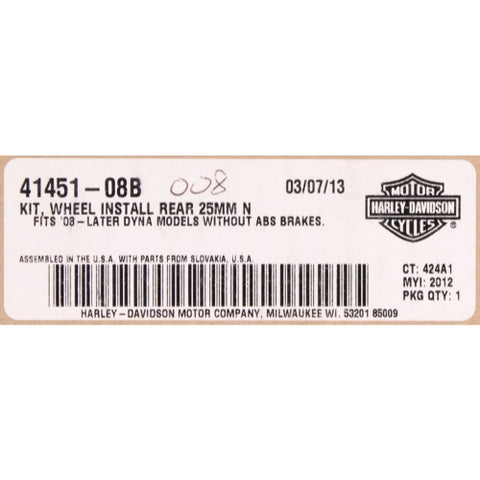 41451-08B 008 03/07/13
KIT, WHEEL INSTALL REAR 25MM N
FITS '08-LATER DYNA MODELS WITHOUT ABS BRAKES.
MOTOR
HARLEY-DAVIDSON
CYCLES
ASSEMBLED IN THE U.S.A. WITH PARTS FROM SLOVAKIA, U.S.A.
CT: 424A1
MYI: 2012
PKG QTY: 1
HARLEY-DAVIDSON MOTOR COMPANY, MILWAUKEE WI. 53201 85009